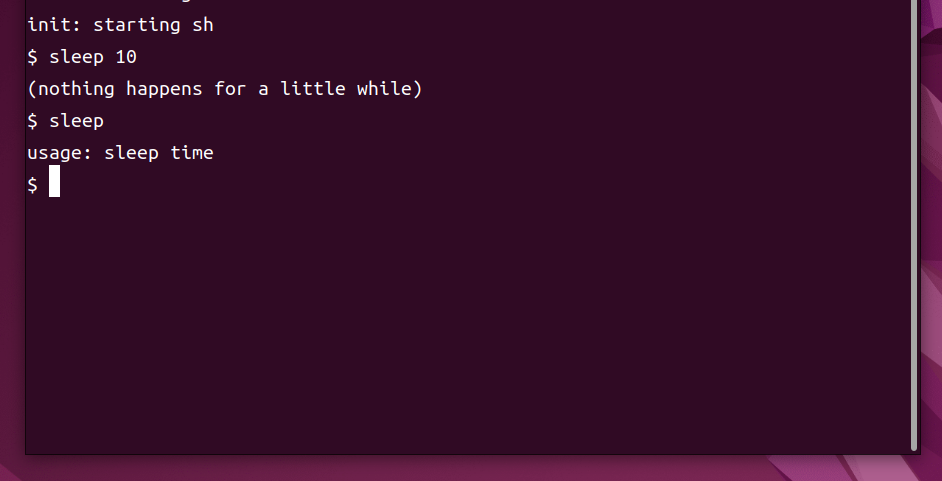 init: starting sh
$ sleep 10
(nothing happens for a little while)
$ sleep
usage: sleep time
$